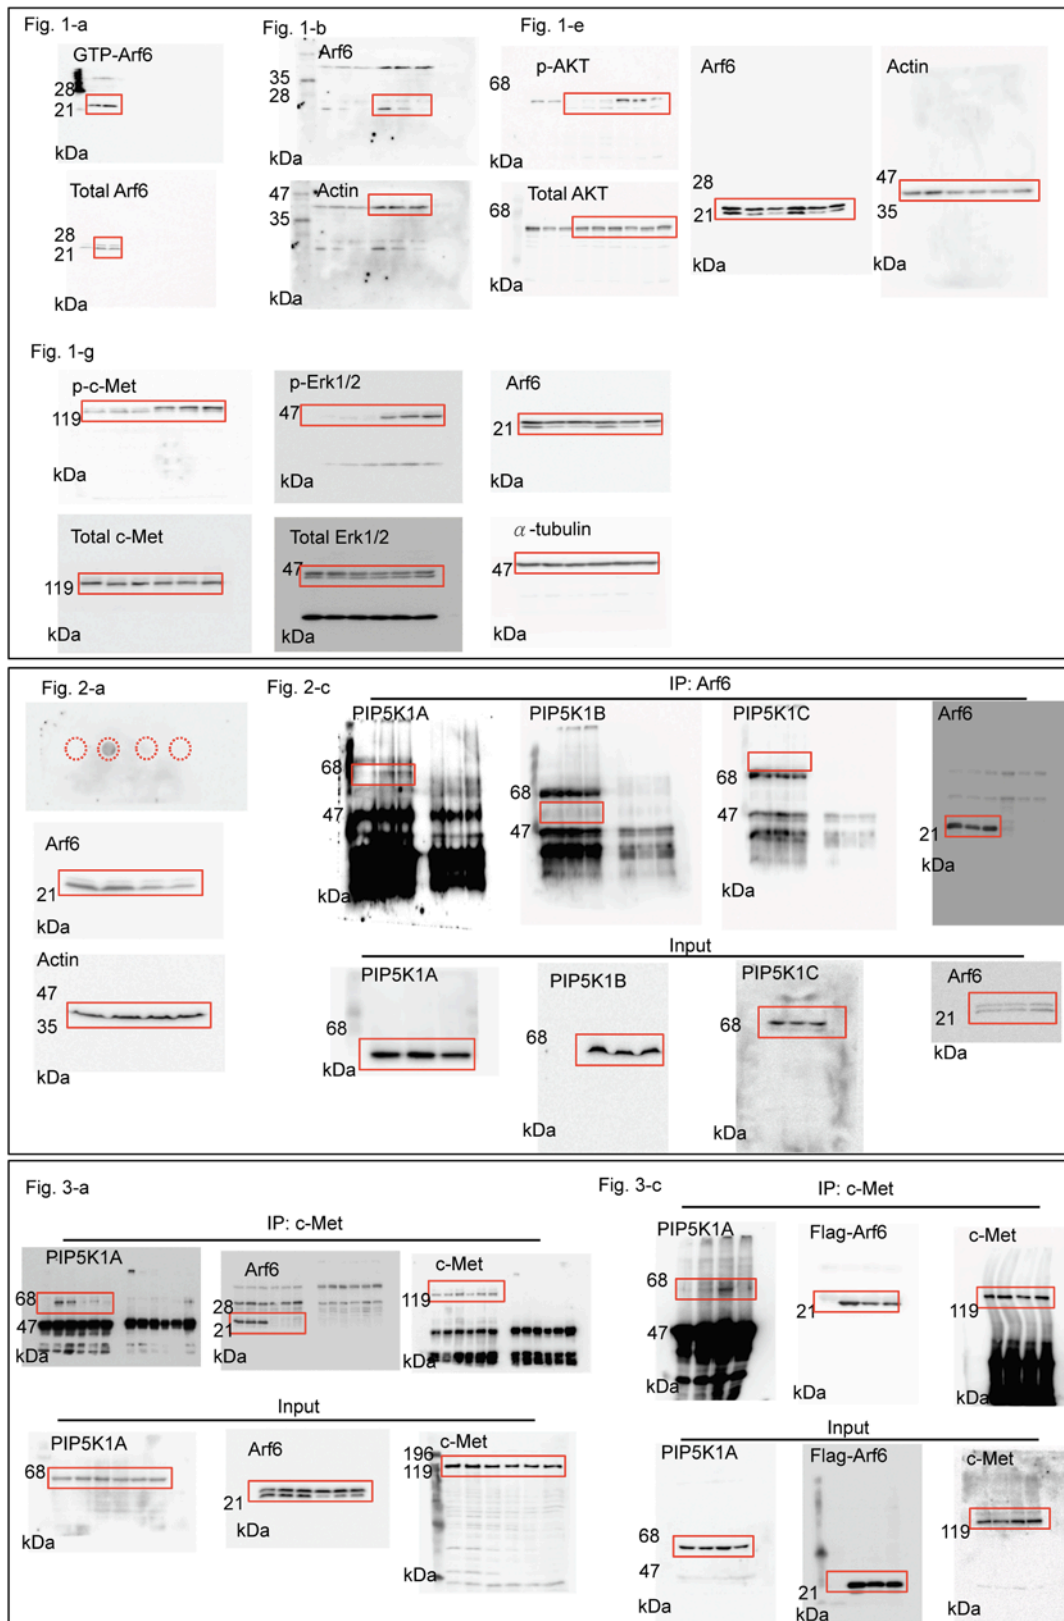 Fig. 1-a
GTP-Arf6
28
21
kDa
Total Arf6
28
21
kDa
Fig. 1-b
Arf6
35
28
kDa
Actin
47
35
kDa
Fig. 1-e
p-AKT
68
kDa
Total AKT
68
kDa
Arf6
28
21
kDa
Actin
47
35
kDa
Fig. 1-g
p-c-Met
119
kDa
p-Erk1/2
47
kDa
Arf6
21
kDa
Total c-Met
119
kDa
Total Erk1/2
47
kDa
α-tubulin
47
kDa
Fig. 2-a
Arf6
21
kDa
Actin
47
35
kDa
Fig. 2-c
IP: Arf6
PIP5K1A
68
47
kDa
PIP5K1B
68
47
kDa
PIP5K1C
68
47
kDa
Arf6
21
kDa
Input
PIP5K1A
68
kDa
PIP5K1B
68
kDa
PIP5K1C
68
kDa
Arf6
21
kDa
Fig. 3-a
IP: c-Met
PIP5K1A
68
47
kDa
Arf6
28
21
kDa
c-Met
119
kDa
Input
PIP5K1A
68
kDa
Arf6
21
kDa
c-Met
196
119
kDa
Fig. 3-c
IP: c-Met
PIP5K1A
68
47
kDa
Flag-Arf6
21
kDa
c-Met
119
kDa
Input
PIP5K1A
68
47
kDa
Flag-Arf6
21
kDa
c-Met
119
kDa